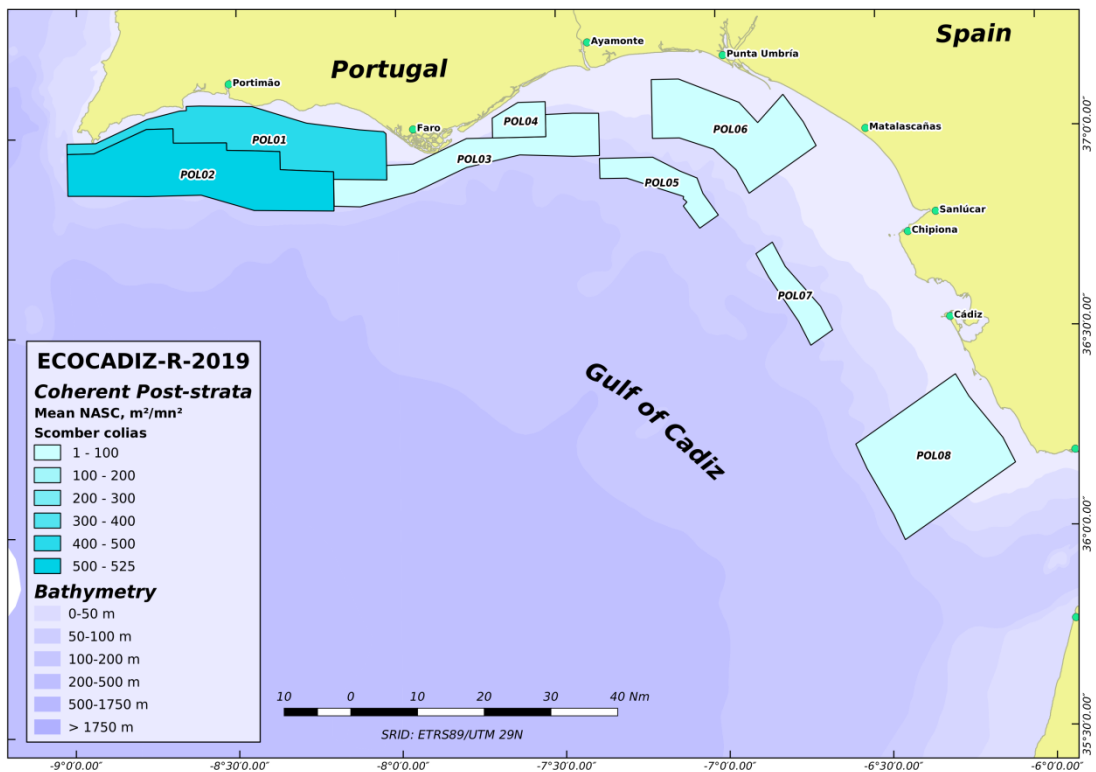 Spain
Portugal
Ayamonte
Punta Umbría
Portimão
Faro
Matalascañas
Sanlúcar
Chipiona
Cádiz
POL01
POL02
POL03
POL04
POL05
POL06
POL07
POL08
Gulf of Cadiz
ECOCADIZ-R-2019
Coherent Post-strata
Mean NASC, m²/mn²
Scomber colias
1 - 100
100 - 200
200 - 300
300 - 400
400 - 500
500 - 525
Bathymetry
0-50 m
50-100 m
100-200 m
200-500 m
500-1750 m
> 1750 m
10 0 10 20 30 40 Nm
SRID: ETRS89/UTM 29N
37°0'0.00"
36°30'0.00"
36°0'0.00"
35°30'0.00"
-9°0'0.00" -8°30'0.00" -8°0'0.00" -7°30'0.00" -7°0'0.00" -6°30'0.00" -6°0'0.00"